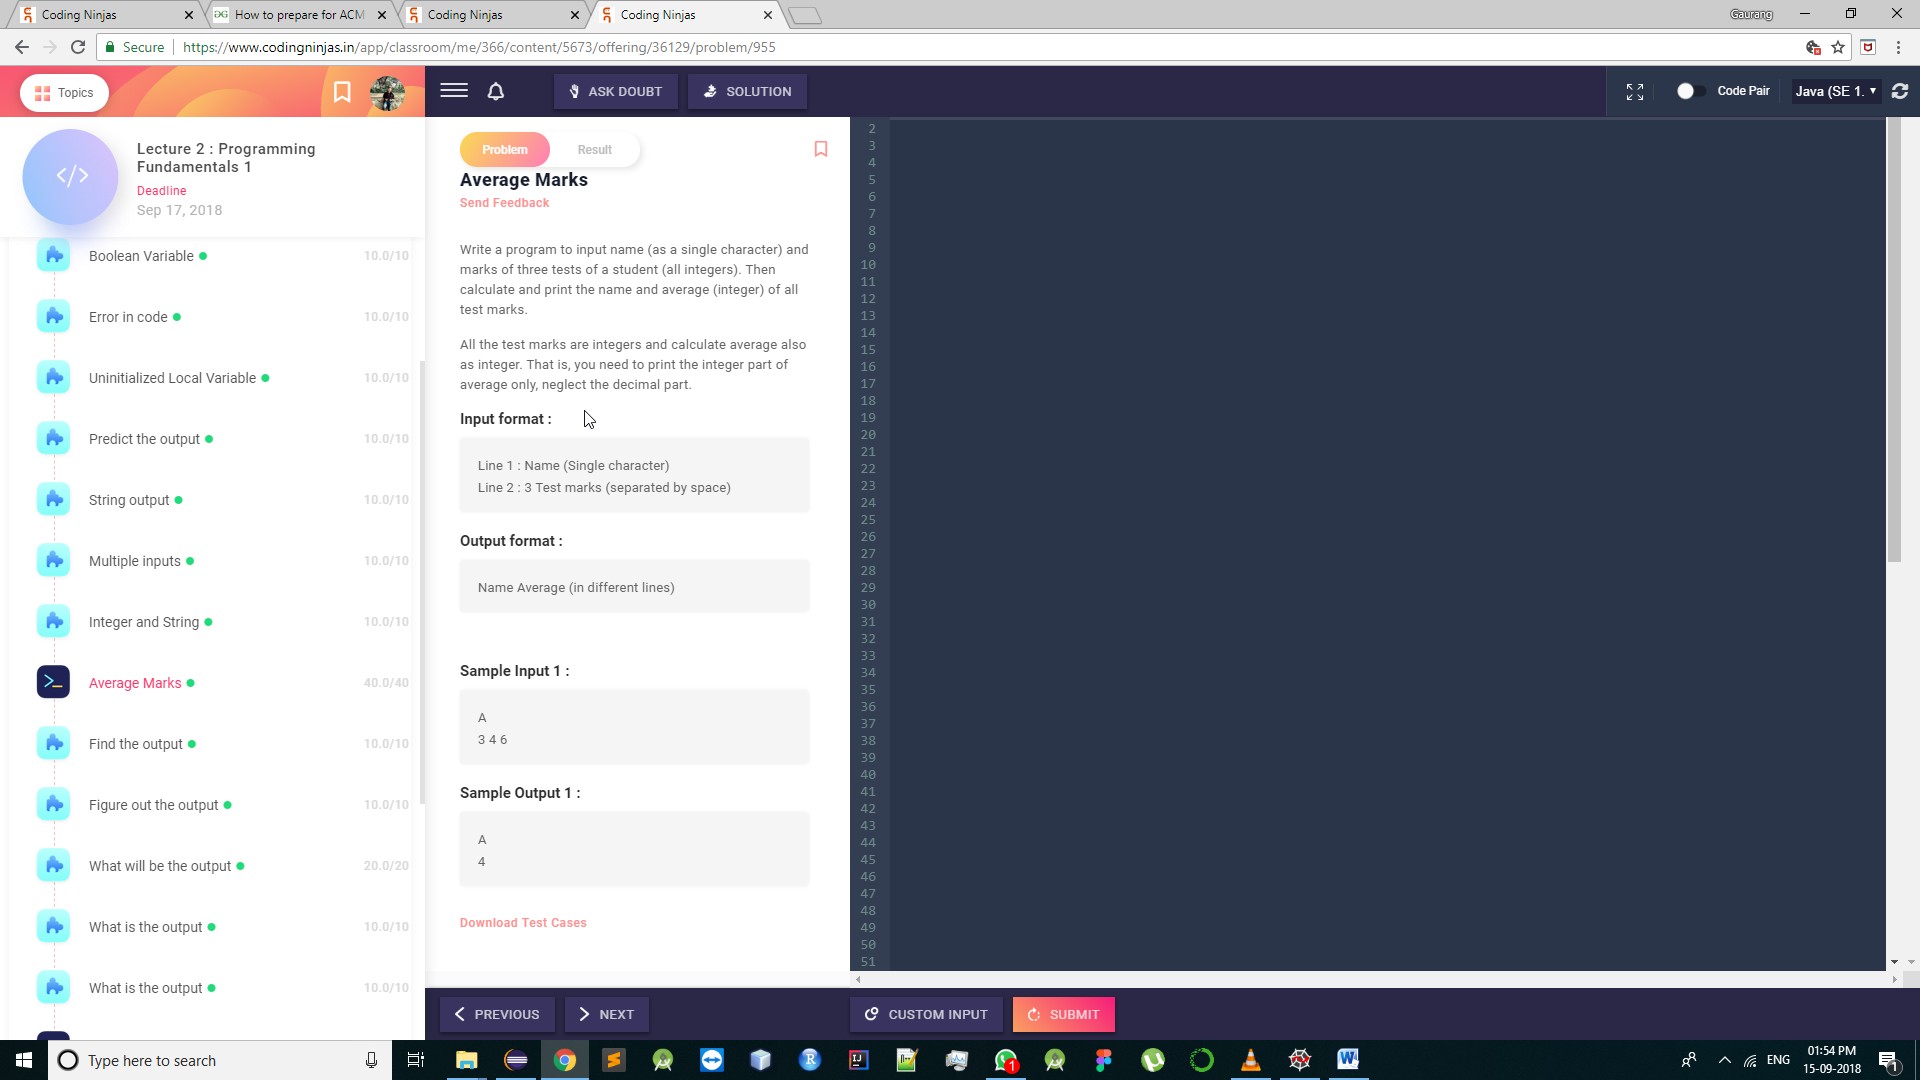 Coding Ninjas
How to prepare for ACM
Coding Ninjas
Coding Ninjas
Gaurang
Secure
https://www.codingninjas.in/app/classroom/me/366/content/5673/offering/36129/problem/955
Topics
ASK DOUBT
SOLUTION
Code Pair
Java (SE 1.
Lecture 2 : Programming
Fundamentals 1
Deadline
Sep 17, 2018
Boolean Variable 10.0/10
Error in code 10.0/10
Uninitialized Local Variable 10.0/10
Predict the output 10.0/10
String output 10.0/10
Multiple inputs 10.0/10
Integer and String 10.0/10
Average Marks 40.0/40
Find the output 10.0/10
Figure out the output 10.0/10
What will be the output 20.0/20
What is the output 10.0/10
What is the output 10.0/10
Problem
Result
Average Marks
Send Feedback
Write a program to input name (as a single character) and
marks of three tests of a student (all integers). Then
calculate and print the name and average (integer) of all
test marks.
All the test marks are integers and calculate average also
as integer. That is, you need to print the integer part of
average only, neglect the decimal part.
Input format :
Line 1 : Name (Single character)
Line 2 : 3 Test marks (separated by space)
Output format :
Name Average (in different lines)
Sample Input 1 :
A
3 4 6
Sample Output 1 :
A
4
Download Test Cases
2
3
4
5
6
7
8
9
10
11
12
13
14
15
16
17
18
19
20
21
22
23
24
25
26
27
28
29
30
31
32
33
34
35
36
37
38
39
40
41
42
43
44
45
46
47
48
49
50
51
PREVIOUS
NEXT
CUSTOM INPUT
SUBMIT
Type here to search
1
ENG
01:54 PM
15-09-2018
1